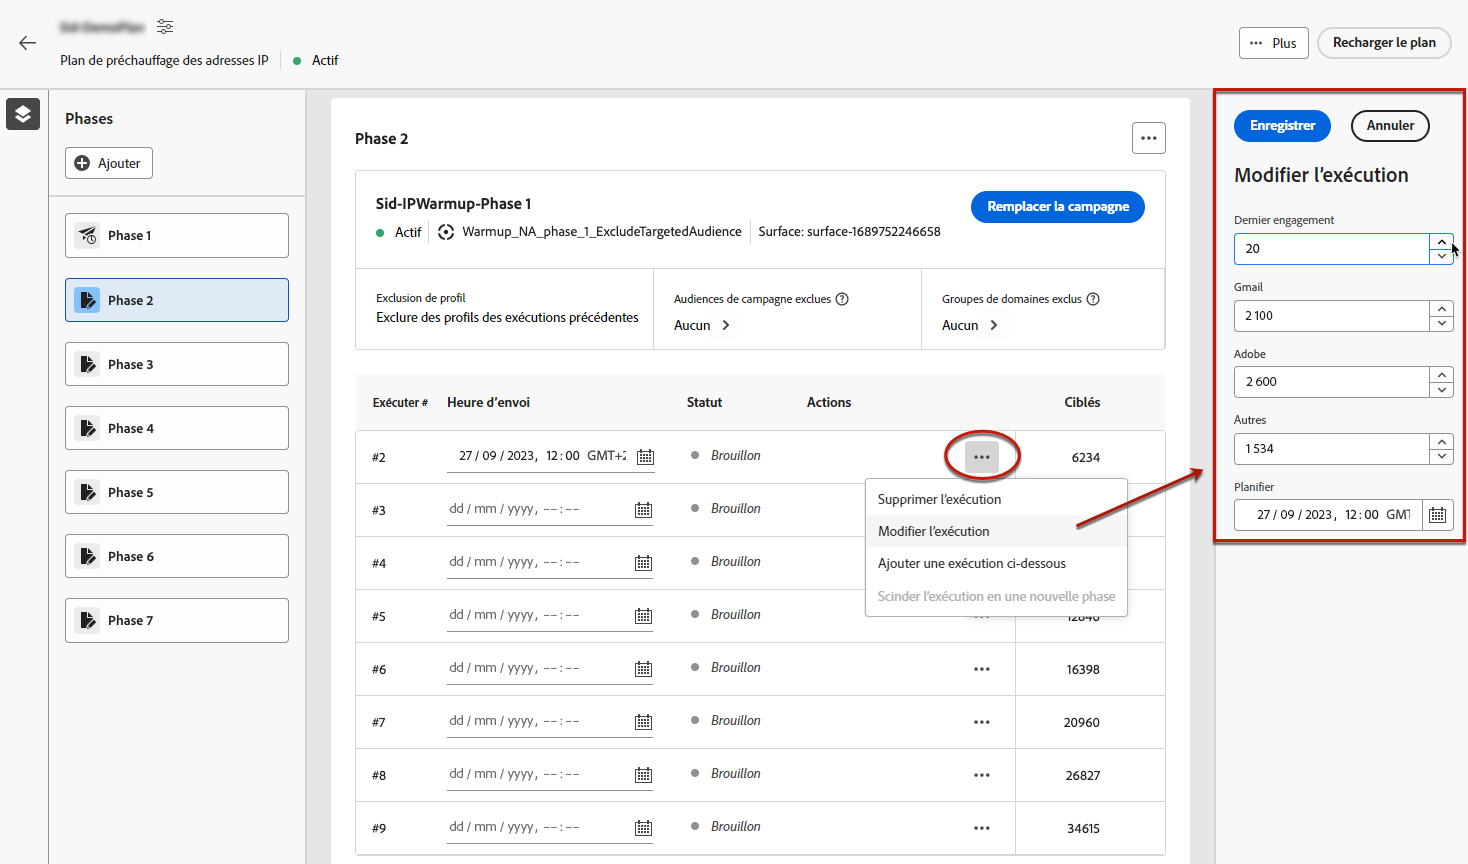 Plan de préchauffage des adresses IP
Actif
Plus
Recharger le plan
Phases
Ajouter
Phase 1
Phase 2
Phase 3
Phase 4
Phase 5
Phase 6
Phase 7
Phase 2
Sid-IPWarmup-Phase 1
Remplacer la campagne
Actif
Warmup_NA_phase_1_ExcludeTargetedAudience
Surface: surface-1689752246658
Exclusion de profil
Exclure des profils des exécutions précédentes
Audiences de campagne exclues
Aucun
Groupes de domaines exclus
Aucun
Exécuter # Heure d'envoi Statut Actions Ciblés
#2 27 / 09 / 2023, 12:00 GMT+2 Brouillon 6234
#3 dd / mm / yyyy, --:-- Brouillon
#4 dd / mm / yyyy, --:-- Brouillon
#5 dd / mm / yyyy, --:-- Brouillon
#6 dd / mm / yyyy, --:-- Brouillon 16398
#7 dd / mm / yyyy, --:-- Brouillon 20960
#8 dd / mm / yyyy, --:-- Brouillon 26827
#9 dd / mm / yyyy, --:-- Brouillon 34615
Supprimer l'exécution
Modifier l'exécution
Ajouter une exécution ci-dessous
Scinder l'exécution en une nouvelle phase
Enregistrer
Annuler
Modifier l'exécution
Dernier engagement
20
Gmail
2 100
Adobe
2 600
Autres
1 534
Planifier
27 / 09 / 2023, 12:00 GMT